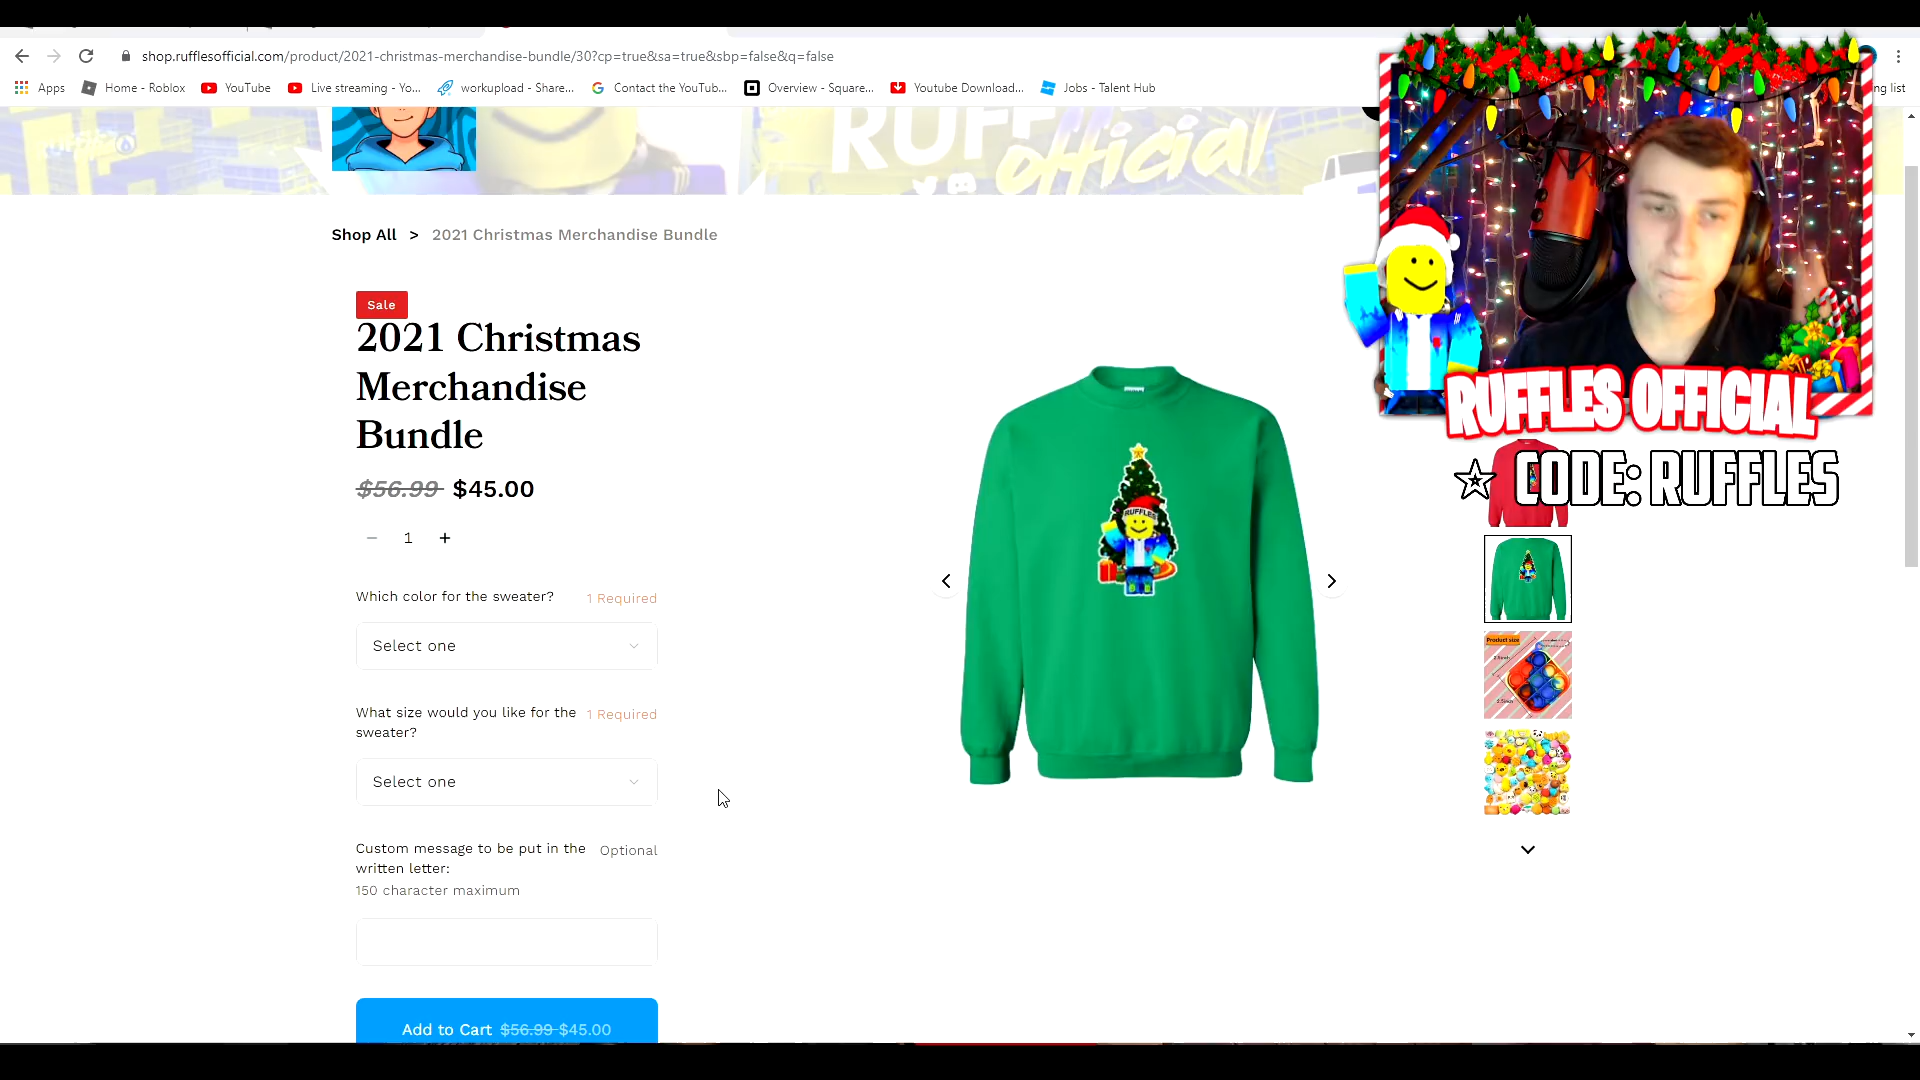 shop.rufflesofficial.com/product/2021-christmas-merchandise-bundle/30?cp=true&sa=true&sbp=false&q=false
Apps
Home - Roblox
YouTube
Live streaming - Yo...
workupload - Share...
Contact the YouTub...
Overview - Square...
Youtube Download...
Jobs - Talent Hub
ng list
RUFF
official
Shop All > 2021 Christmas Merchandise Bundle
Sale
2021 Christmas
Merchandise
Bundle
$56.99 $45.00
− 1 +
Which color for the sweater? 1 Required
Select one
What size would you like for the 1 Required
sweater?
Select one
Custom message to be put in the Optional
written letter:
150 character maximum
Add to Cart $56.99 $45.00
RUFFLES
RUFFLES OFFICIAL
CODE: RUFFLES
Product size